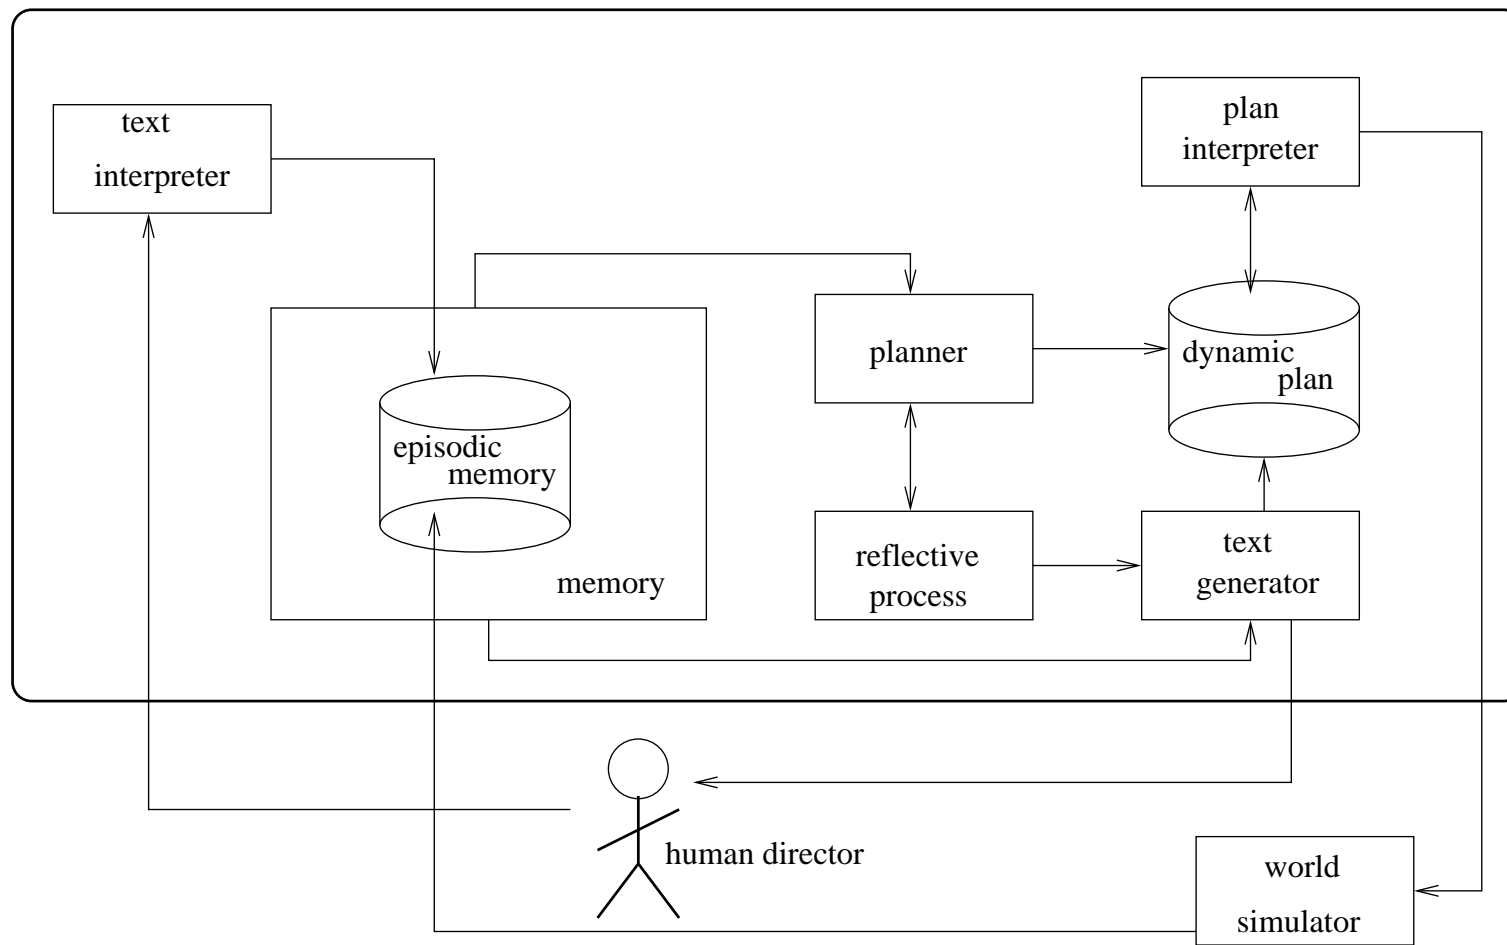 text
interpreter
plan
interpreter
planner
dynamic
plan
episodic
memory
memory
reflective
process
text
generator
human director
world
simulator